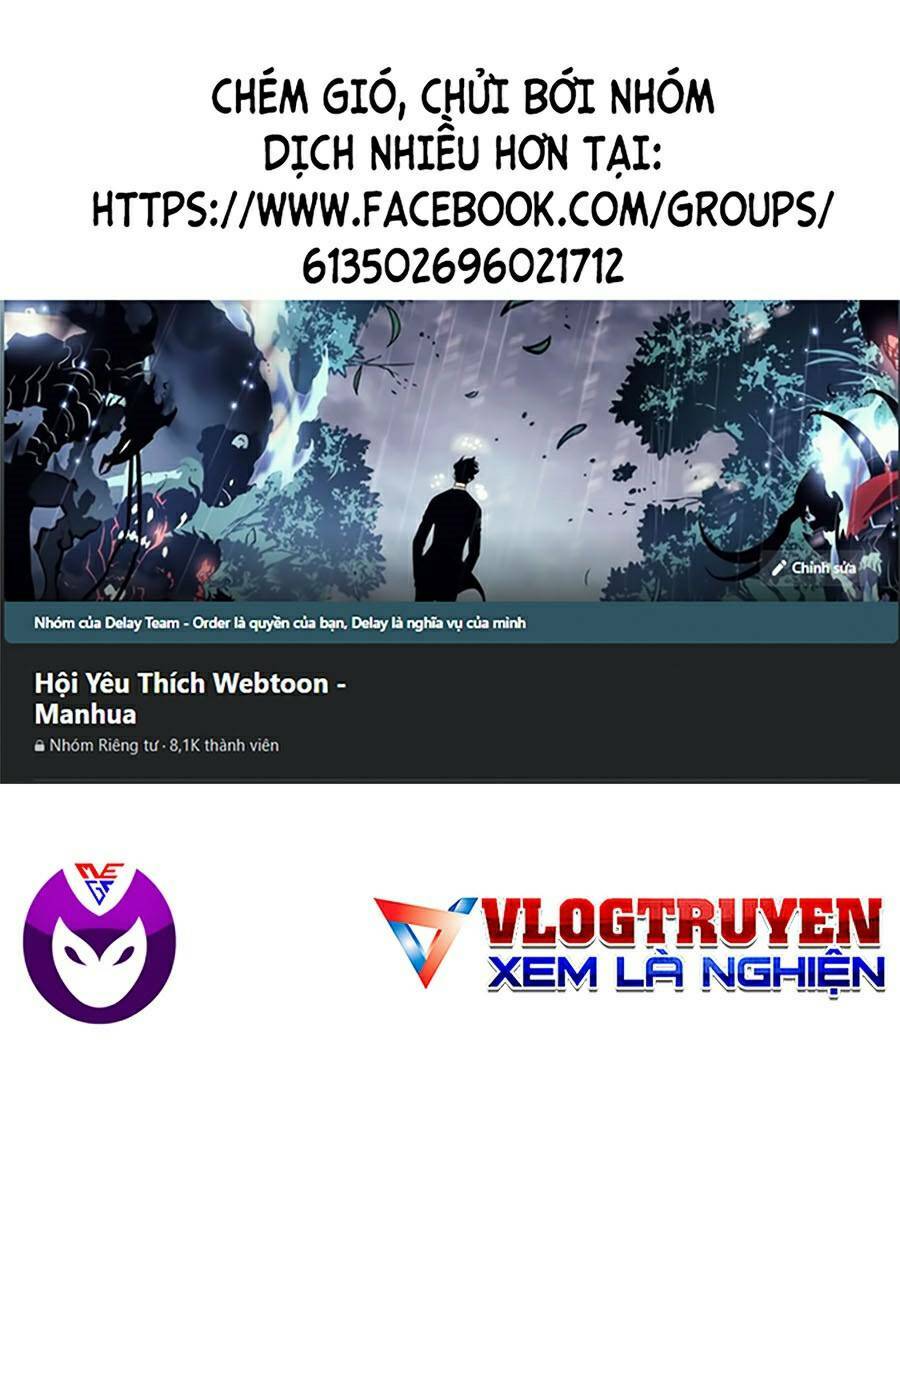 CHÉM GIÓ, CHỬI BỚI NHÓM
DỊCH NHIỀU HƠN TẠI:
HTTPS://WWW.FACEBOOK.COM/GROUPS/
613502696021712
Chỉnh sửa
Nhóm của Delay Team - Order là quyền của bạn, Delay là nghĩa vụ của mình
Hội Yêu Thích Webtoon -
Manhua
Nhóm Riêng tư · 8,1K thành viên
VLOGTRUYEN
XEM LÀ NGHIỆN